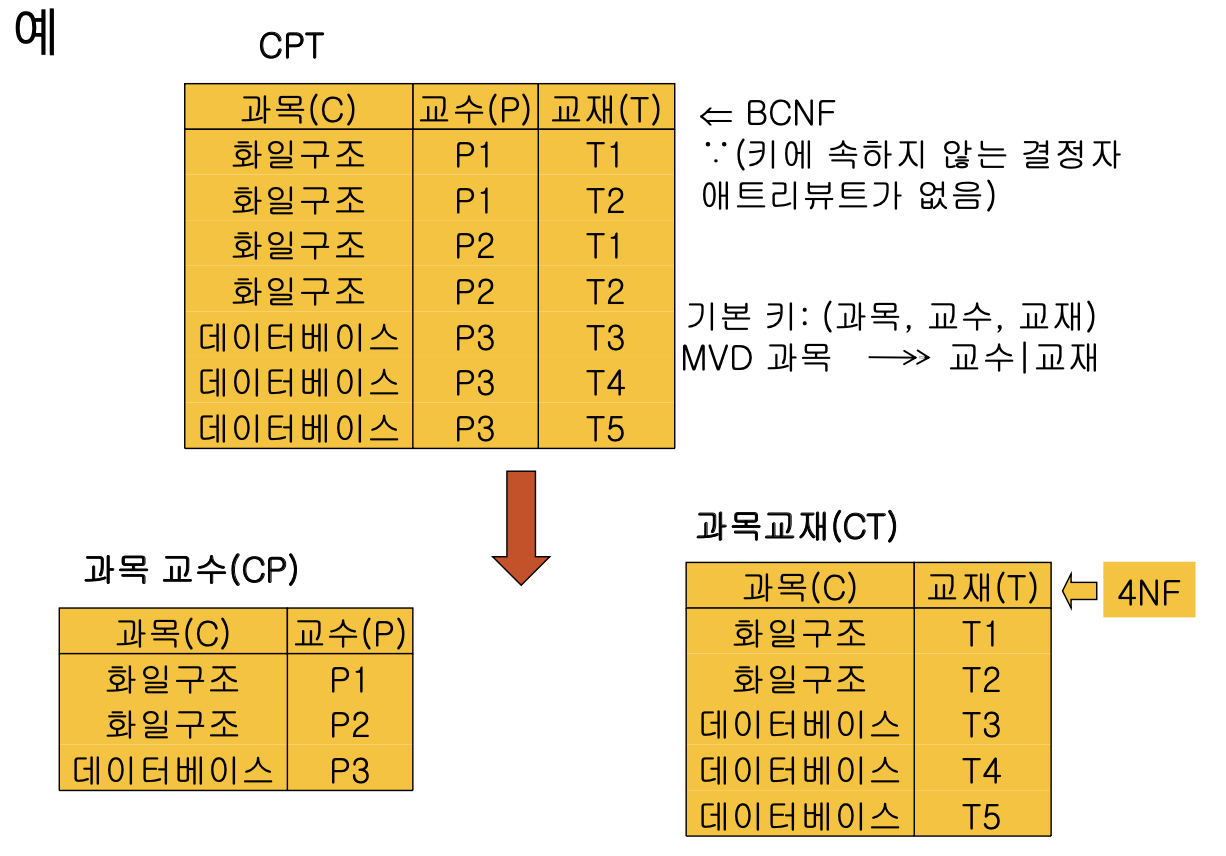 예
CPT
과목(C) 교수(P) 교재(T)
화일구조 P1 T1
화일구조 P1 T2
화일구조 P2 T1
화일구조 P2 T2
데이터베이스 P3 T3
데이터베이스 P3 T4
데이터베이스 P3 T5
⇐ BCNF
∵(키에 속하지 않는 결정자
애트리뷰트가 없음)
기본 키: (과목, 교수, 교재)
MVD 과목 →→ 교수|교재
과목 교수(CP)
과목(C) 교수(P)
화일구조 P1
화일구조 P2
데이터베이스 P3
과목교재(CT)
과목(C) 교재(T)
화일구조 T1
화일구조 T2
데이터베이스 T3
데이터베이스 T4
데이터베이스 T5
4NF